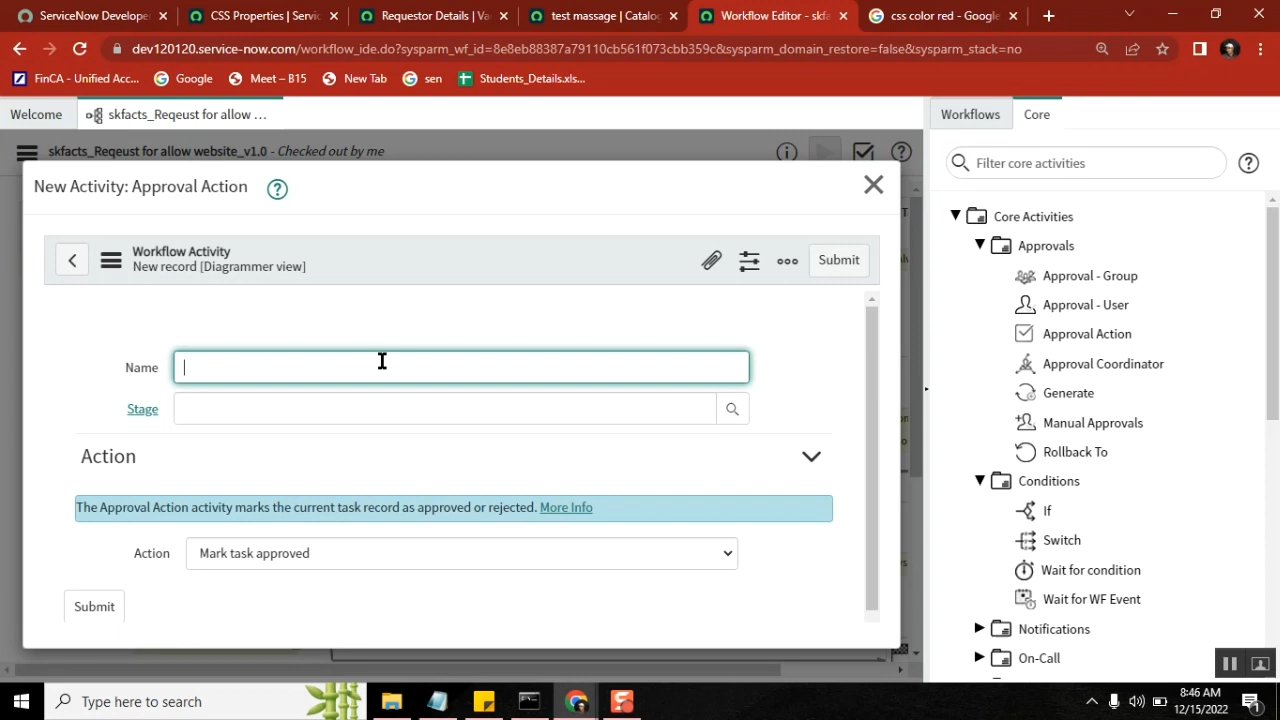 ServiceNow Develope
CSS Properties | Servic
Requestor Details | Va
test massage | Catalog
Workflow Editor - skfa
css color red - Google
dev120120.service-now.com/workflow_ide.do?sysparm_wf_id=8e8eb88387a79110cb561f073cbb359c&sysparm_domain_restore=false&sysparm_stack=no
FinCA - Unified Acc...
Google
Meet – B15
New Tab
sen
Students_Details.xls...
Welcome
skfacts_Reqeust for allow ...
Workflows
Core
skfacts_Reqeust for allow website_v1.0 - Checked out by me
Filter core activities
New Activity: Approval Action
Workflow Activity
New record [Diagrammer view]
Submit
Name
Stage
Action
The Approval Action activity marks the current task record as approved or rejected. More Info
Action
Mark task approved
Submit
Core Activities
Approvals
Approval - Group
Approval - User
Approval Action
Approval Coordinator
Generate
Manual Approvals
Rollback To
Conditions
If
Switch
Wait for condition
Wait for WF Event
Notifications
On-Call
Type here to search
8:46 AM
12/15/2022
1